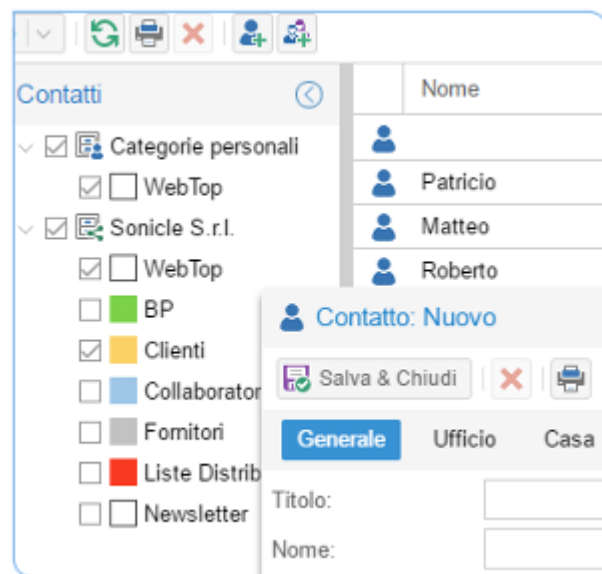 Contatti
Nome
Categorie personali
WebTop
Patricio
Sonicle S.r.l.
Matteo
WebTop
Roberto
BP
Clienti
Collaborator
Fornitori
Liste Distrib
Newsletter
Contatto: Nuovo
Salva & Chiudi
Generale
Ufficio
Casa
Titolo:
Nome: